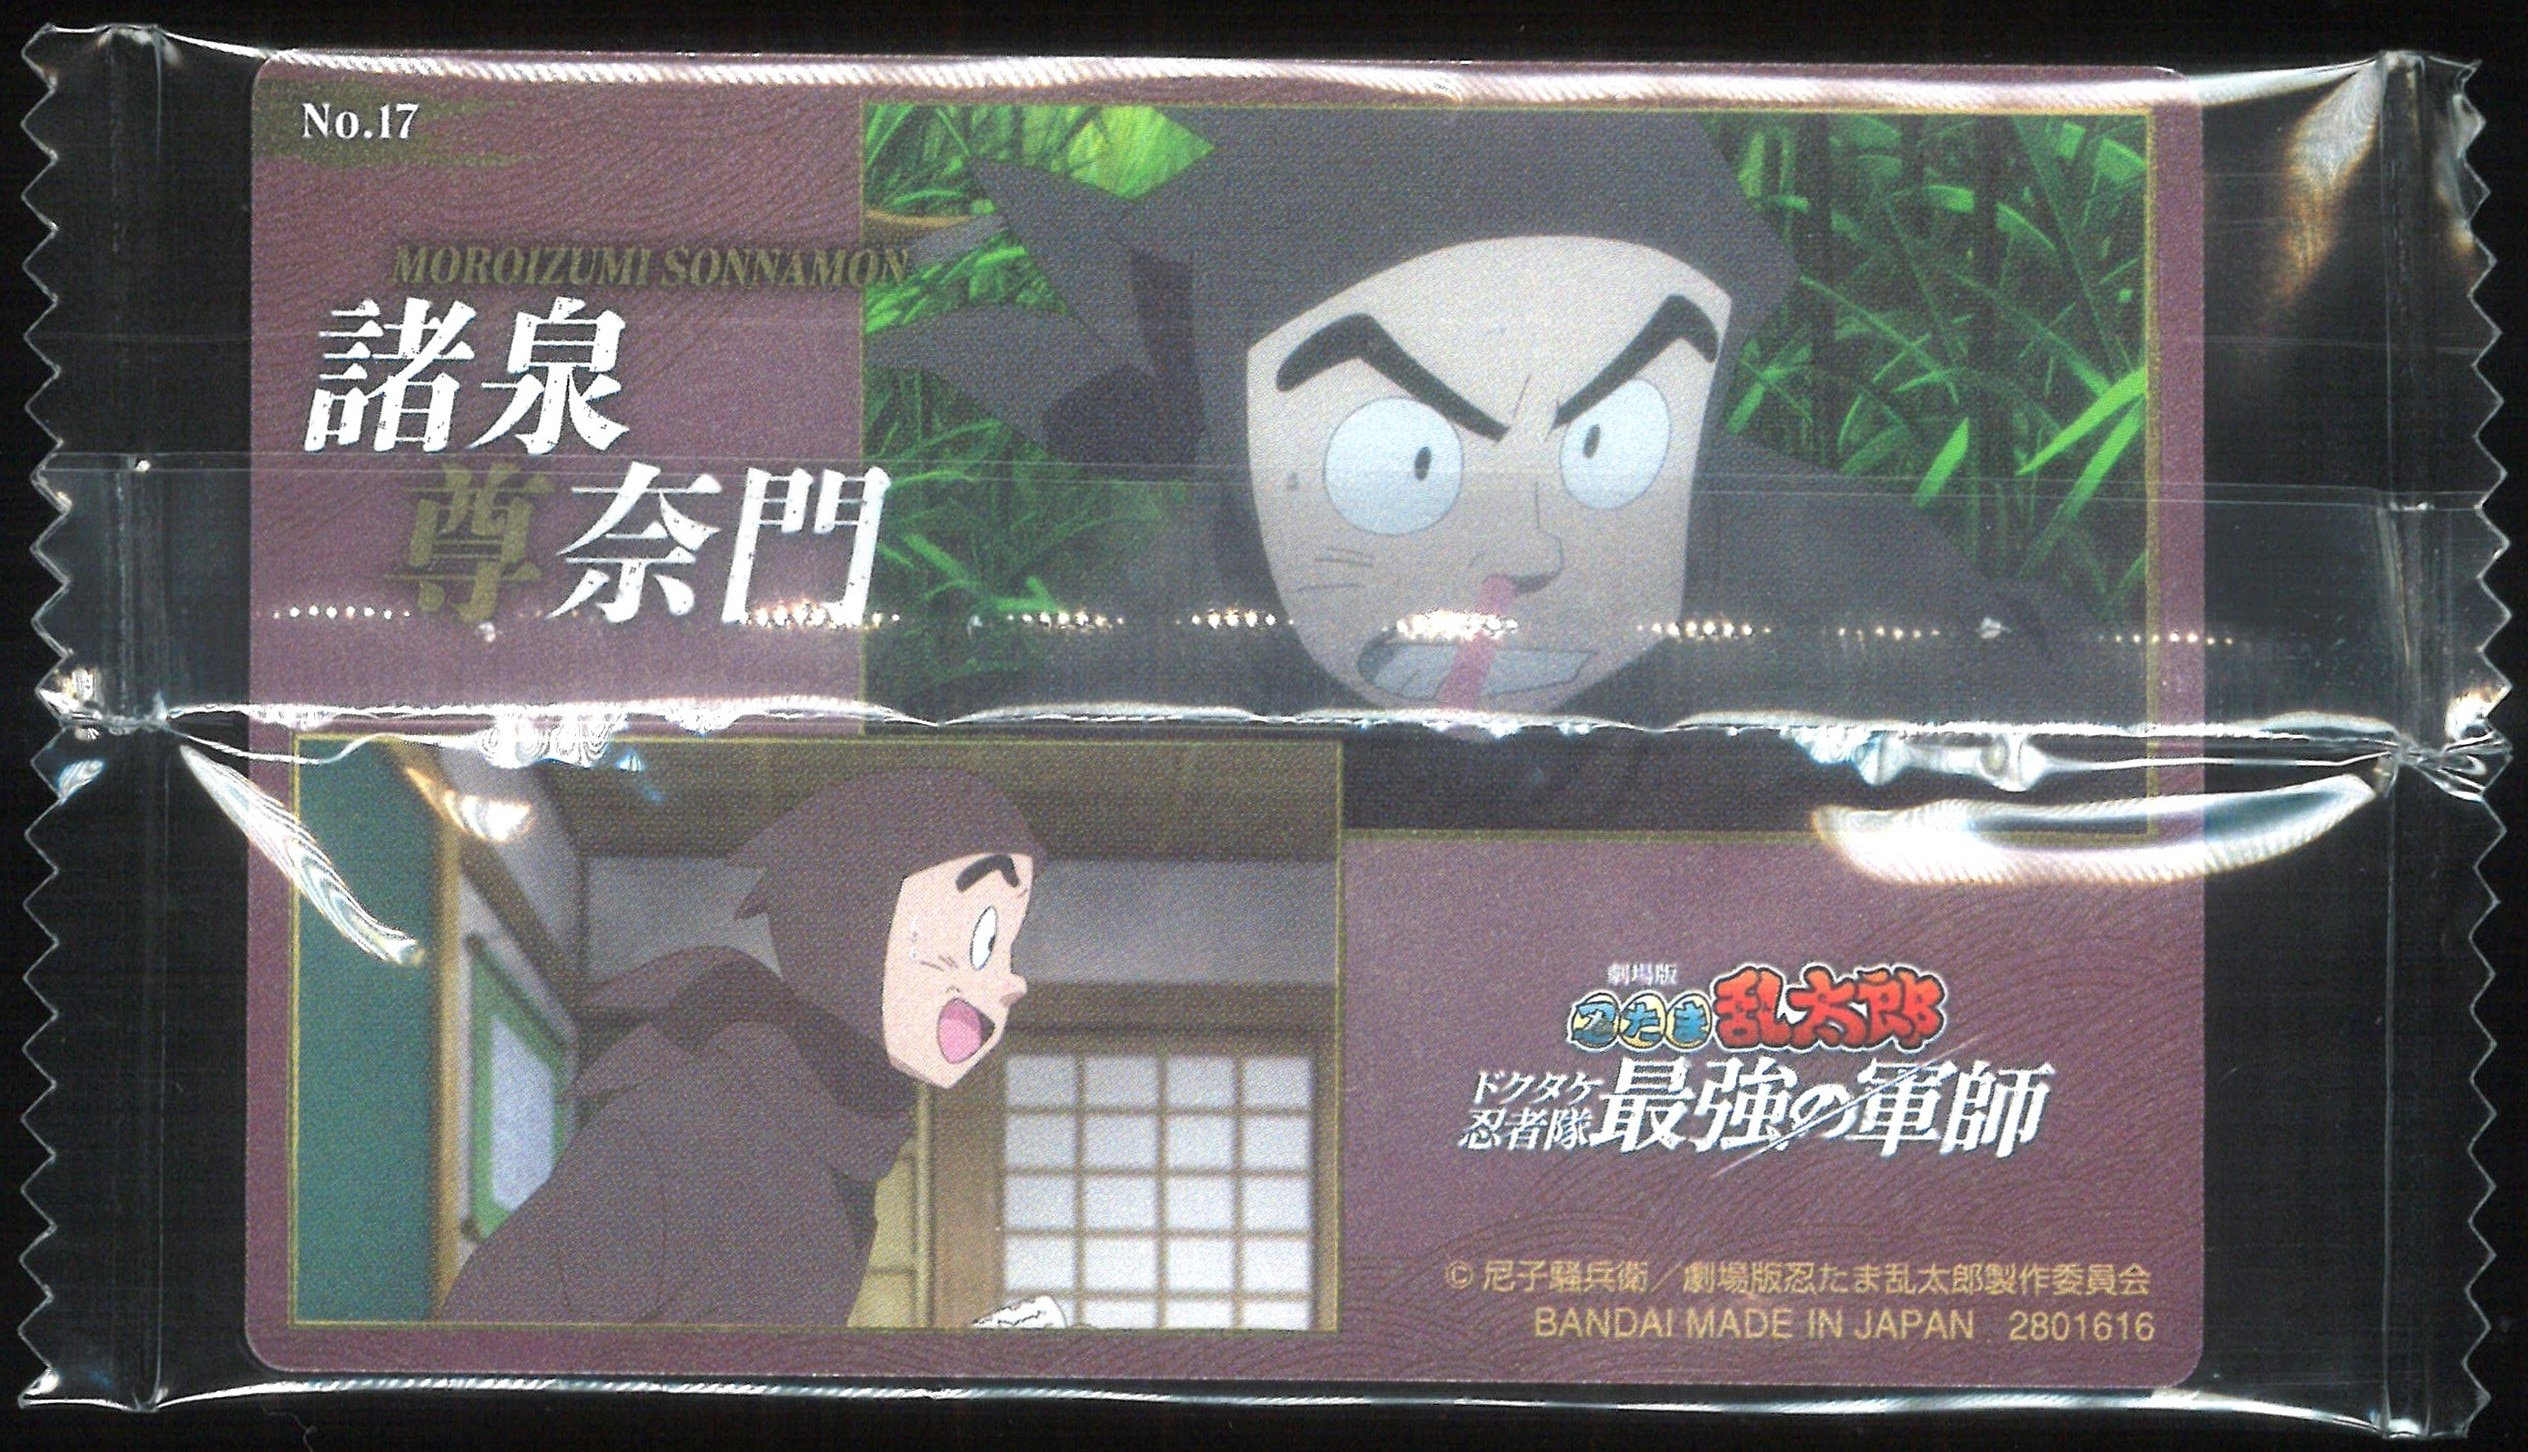 No.17
MOROIZUMI SONNAMON
諸泉
尊奈門
劇場版
忍たま乱太郎
ドクタケ
忍者隊最強の軍師
© 尼子騒兵衛／劇場版忍たま乱太郎製作委員会
BANDAI MADE IN JAPAN 2801616